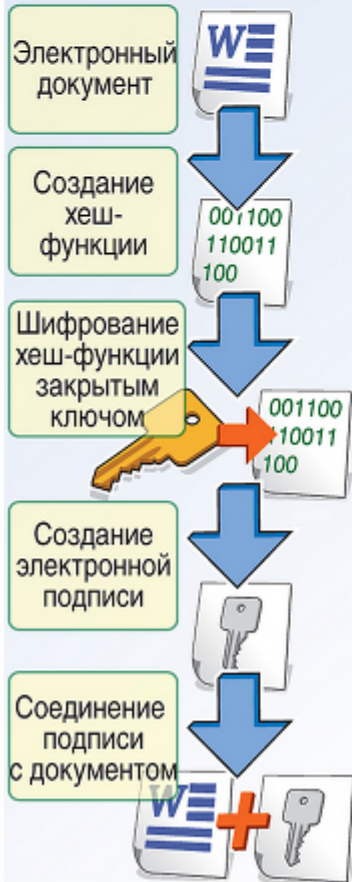 Электронный
документ
W
Создание
хеш-
функции
001100
110011
100
Шифрование
хеш-функции
закрытым
ключом
001100
110011
100
Создание
электронной
подписи
Соединение
подписи
с документом
W